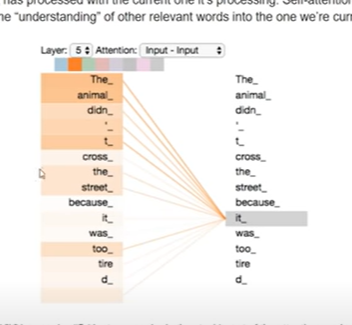 has processed with the current one it's processing. Self-attention
"understanding" of other relevant words into the one we're
Layer: 5 Attention: Input - Input
The_ The_
animal_ animal_
didn_ didn_
'_ '_
t_ t_
cross_ cross_
the_ the_
street_ street_
because_ because_
it_ it_
was_ was_
too_ too_
tire tire
d_ d_